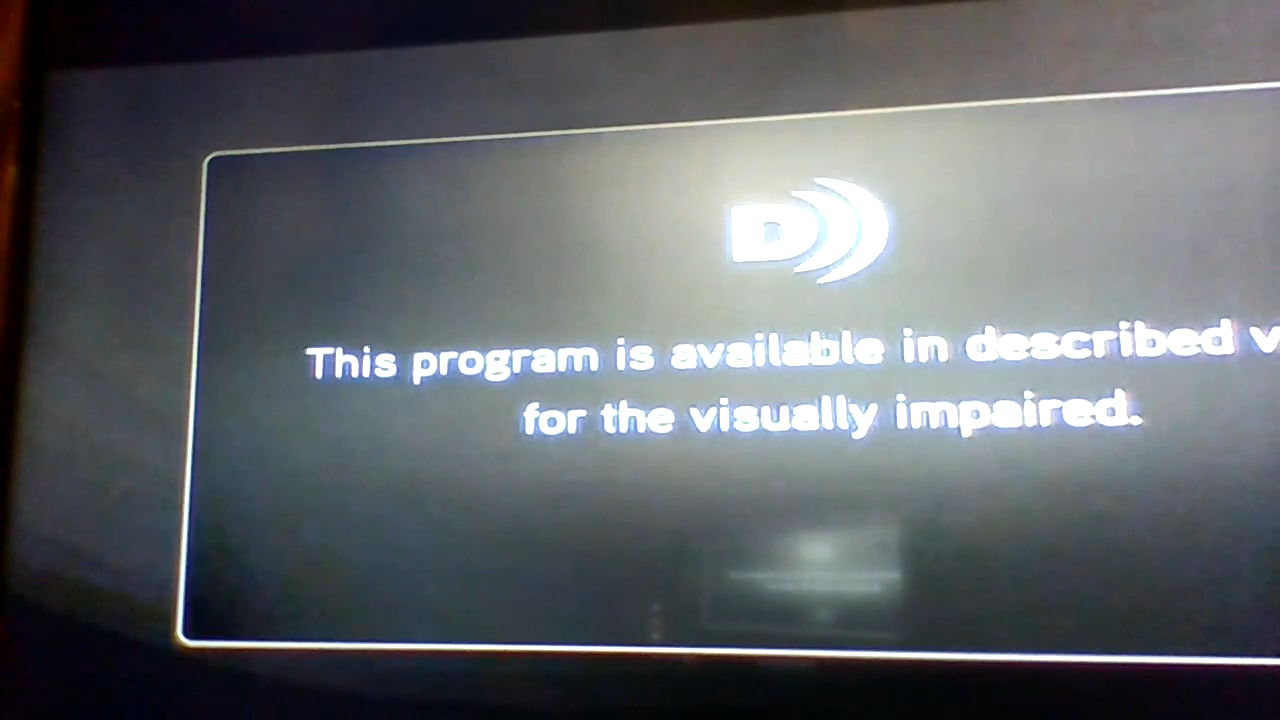 D
This program is available in described v
for the visually impaired.